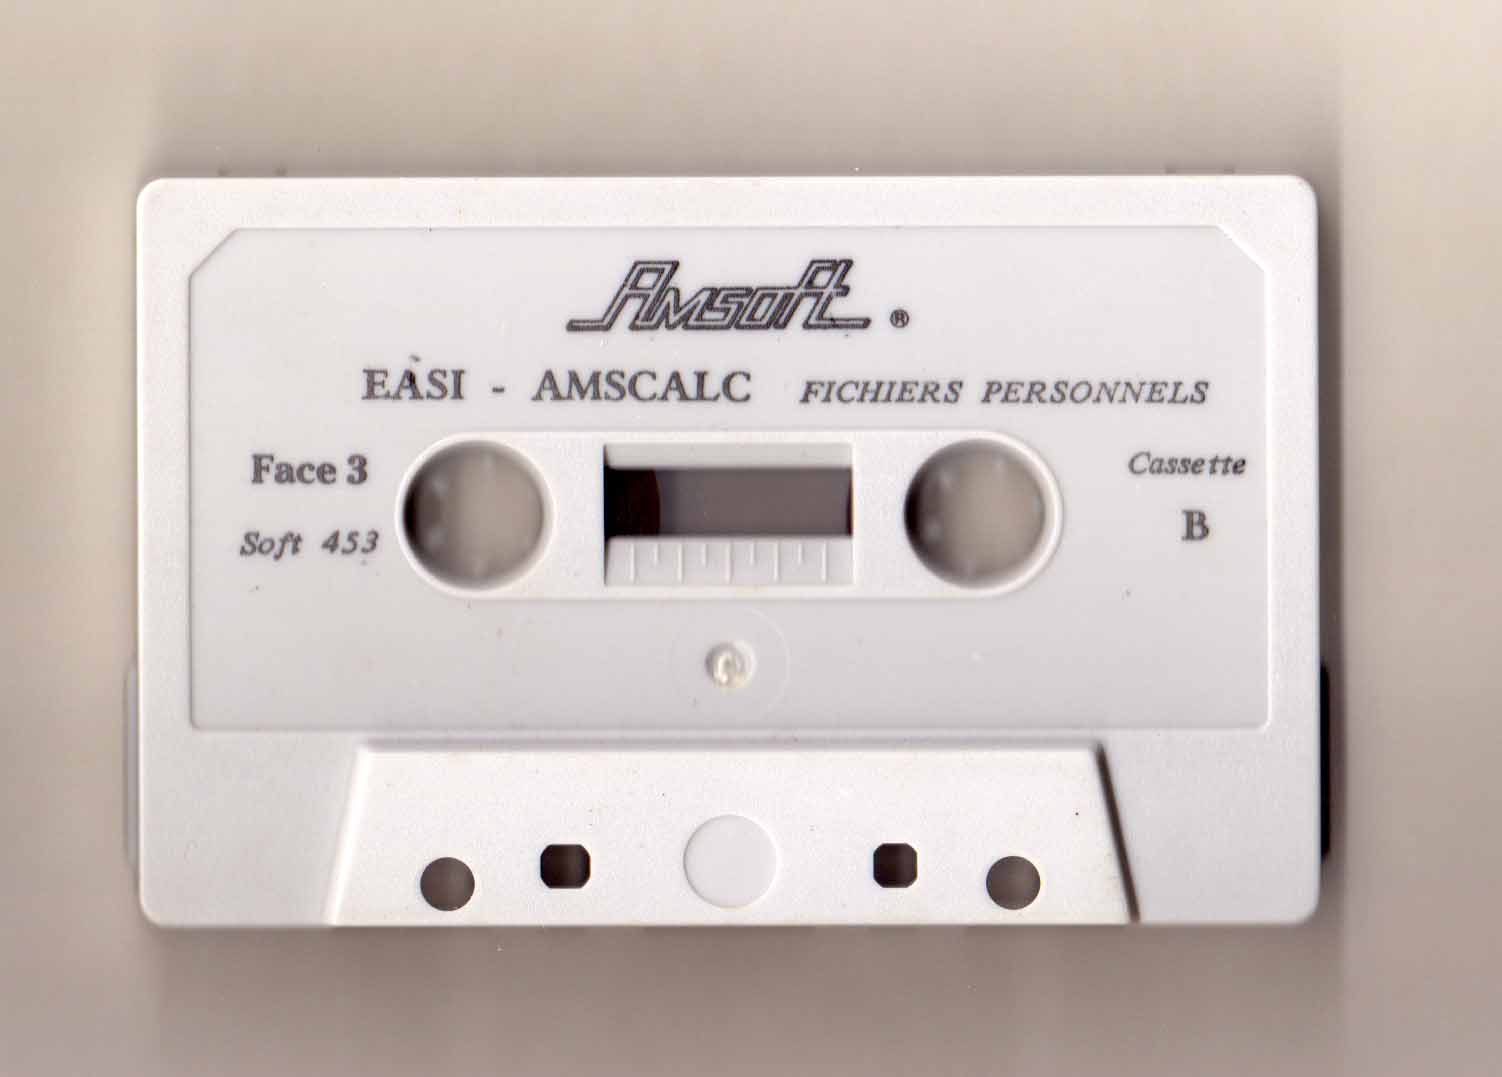 Amsoft ®
EASI - AMSCALC FICHIERS PERSONNELS
Face 3
Cassette
Soft 453
B